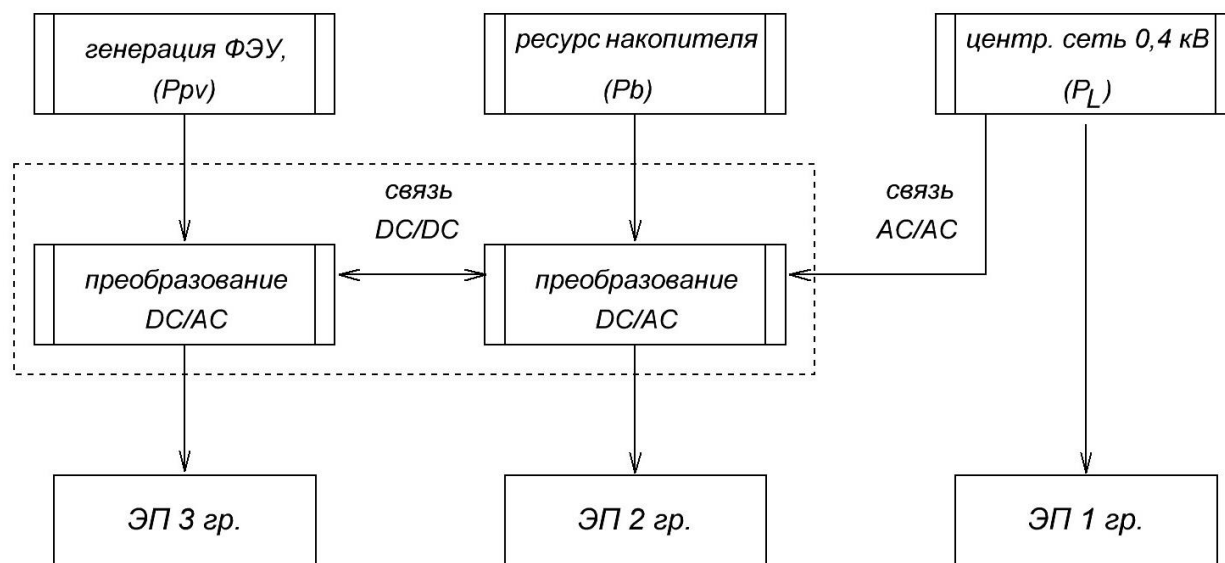 генерация ФЭУ,
(Ppv)
ресурс накопителя
(Pb)
центр. сеть 0,4 кВ
(PL)
связь
DC/DC
связь
AC/AC
преобразование
DC/AC
преобразование
DC/AC
ЭП 3 гр.
ЭП 2 гр.
ЭП 1 гр.